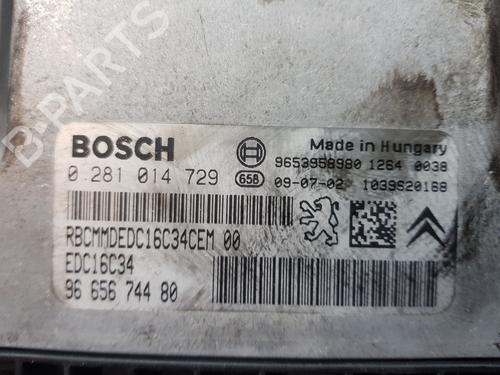 B-PARTS
BOSCH
Made in Hungary
9653958980 1264 0038
0 281 014 729 658 09-07-02 1039S20168
RBCMMDEDC16C34CEM 00
EDC16C34
96 656 744 80